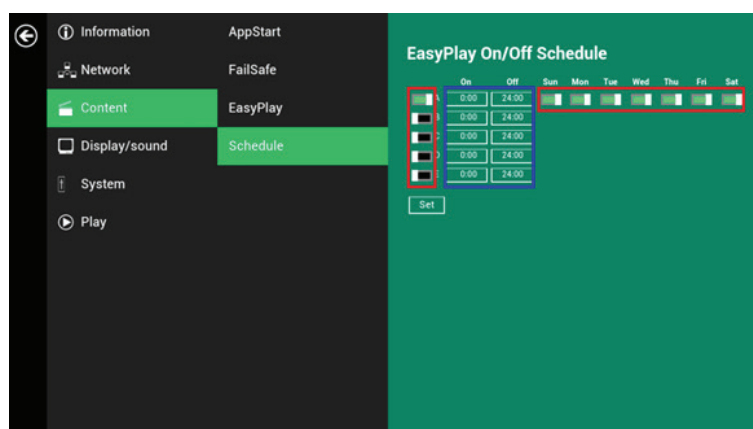 Information
Network
Content
Display/sound
System
Play
AppStart
FailSafe
EasyPlay
Schedule
EasyPlay On/Off Schedule
On Off Sun Mon Tue Wed Thu Fri Sat
A 0:00 24:00
B 0:00 24:00
0:00 24:00
0:00 24:00
0:00 24:00
Set